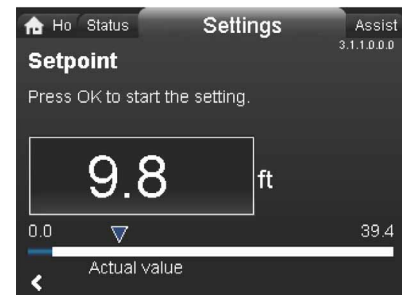 Ho Status Settings Assist
3.1.1.0.0.0
Setpoint
Press OK to start the setting.
9.8 ft
0.0 39.4
Actual value